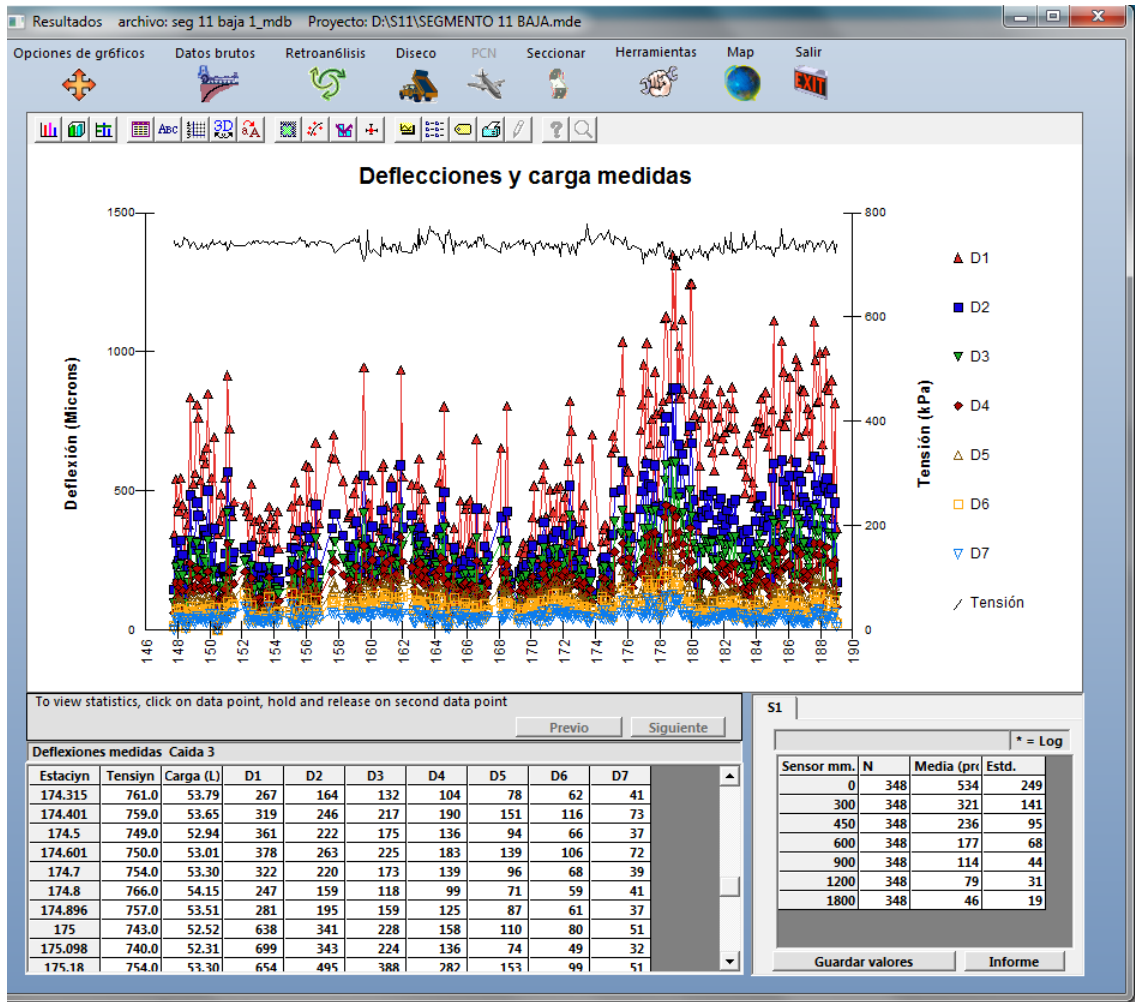 Resultados archivo: seg 11 baja 1_mdb Proyecto: D:\S11\SEGMENTO 11 BAJA.mde
Opciones de gráficos Datos brutos Retroanólisis Diseco PCN Seccionar Herramientas Map Salir
EXIT
ABC 3D
Deflecciones y carga medidas
1500 800
D1
D2
600
D3
1000
D4
400
D5
500
D6
200
D7
Tensión
0 0
Deflexión (Microns)
Tensión (kPa)
146 148 150 152 154 156 158 160 162 164 166 168 170 172 174 176 178 180 182 184 186 188 190
To view statistics, click on data point, hold and release on second data point
Previo Siguiente
Deflexiones medidas Caida 3
Estaciyn Tensiyn Carga (L) D1 D2 D3 D4 D5 D6 D7
174.315 761.0 53.79 267 164 132 104 78 62 41
174.401 759.0 53.65 319 246 217 190 151 116 73
174.5 749.0 52.94 361 222 175 136 94 66 37
174.601 750.0 53.01 378 263 225 183 139 106 72
174.7 754.0 53.30 322 220 173 139 96 68 39
174.8 766.0 54.15 247 159 118 99 71 59 41
174.896 757.0 53.51 281 195 159 125 87 61 37
175 743.0 52.52 638 341 228 158 110 80 51
175.098 740.0 52.31 699 343 224 136 74 49 32
175.18 754.0 53.30 654 495 388 282 153 99 51
S1
* = Log
Sensor mm. N Media (pro Estd.
0 348 534 249
300 348 321 141
450 348 236 95
600 348 177 68
900 348 114 44
1200 348 79 31
1800 348 46 19
Guardar valores Informe